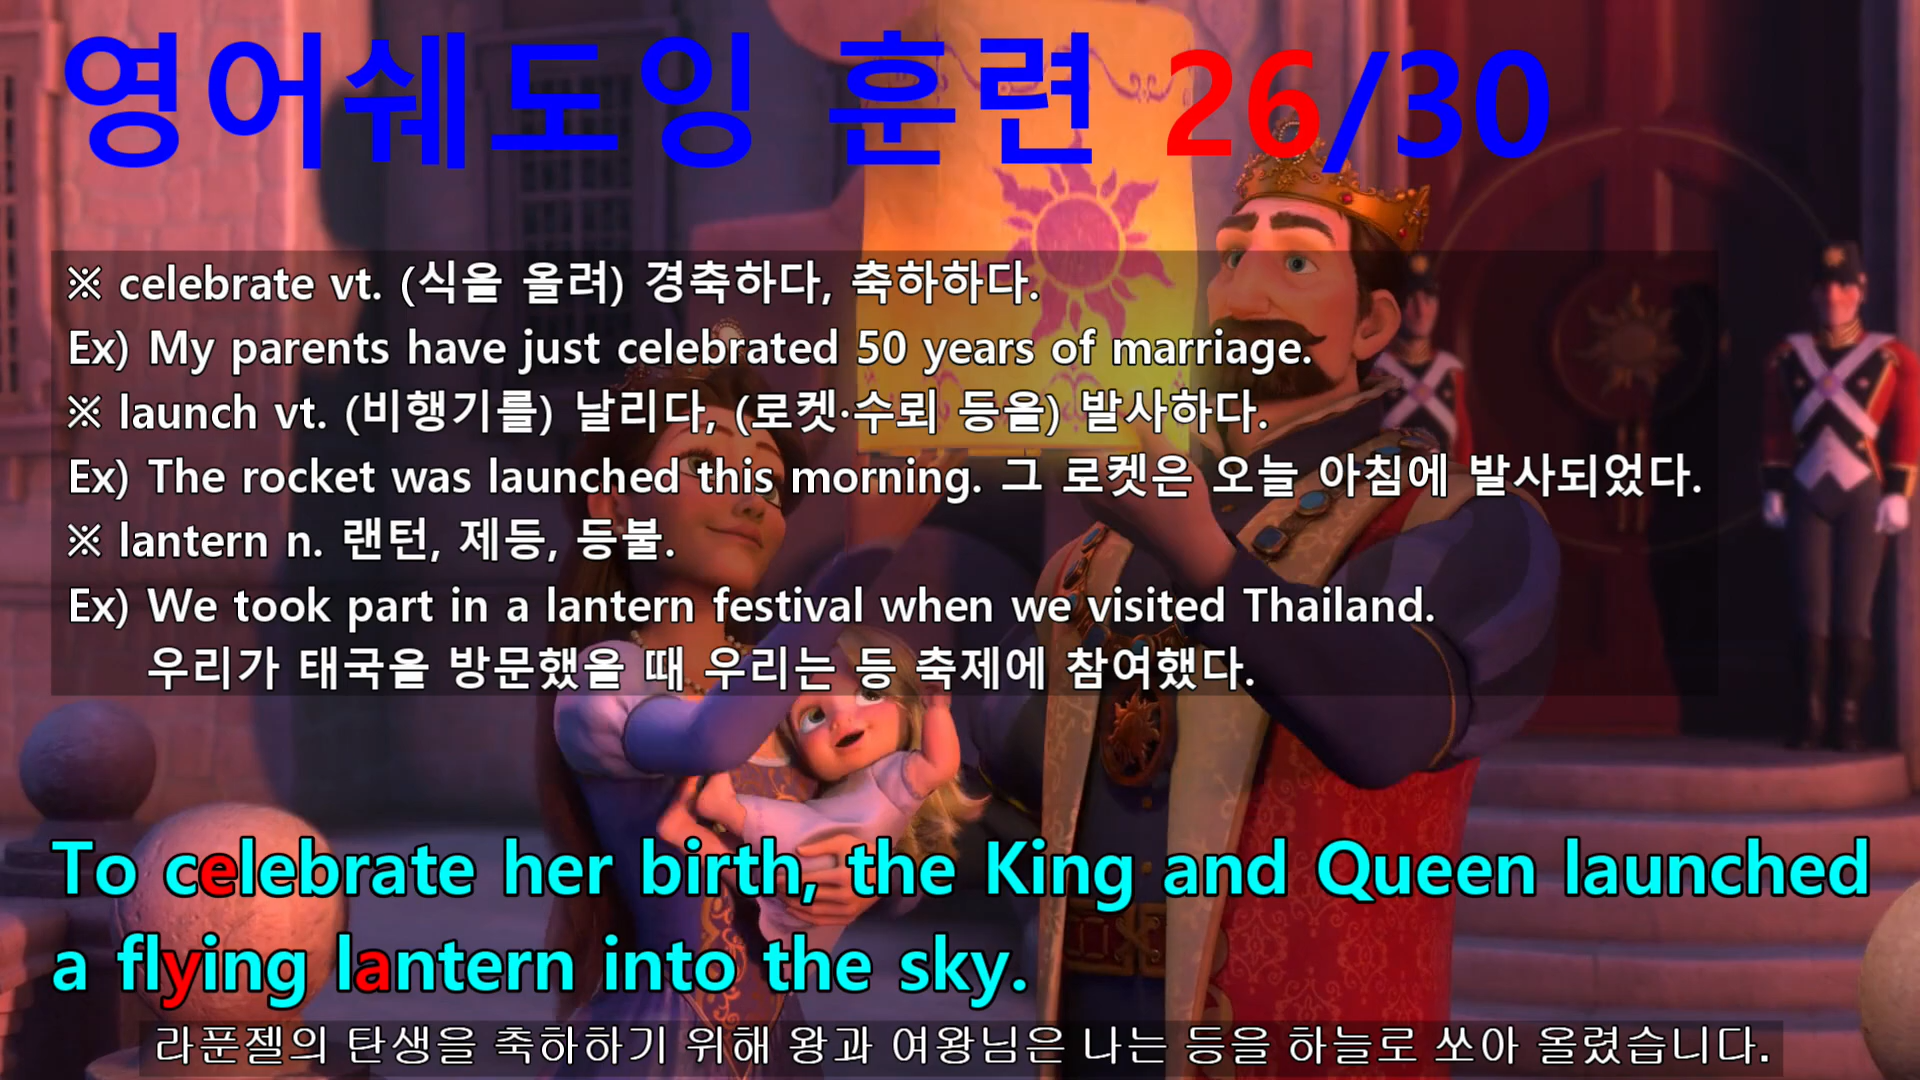 영어쉐도잉 훈련 26/30
※ celebrate vt. (식을 올려) 경축하다, 축하하다.
Ex) My parents have just celebrated 50 years of marriage.
※ launch vt. (비행기를) 날리다, (로켓·수뢰 등을) 발사하다.
Ex) The rocket was launched this morning. 그 로켓은 오늘 아침에 발사되었다.
※ lantern n. 랜턴, 제등, 등불.
Ex) We took part in a lantern festival when we visited Thailand.
우리가 태국을 방문했을 때 우리는 등 축제에 참여했다.
To celebrate her birth, the King and Queen launched
a flying lantern into the sky.
라푼젤의 탄생을 축하하기 위해 왕과 여왕님은 나는 등을 하늘로 쏘아 올렸습니다.